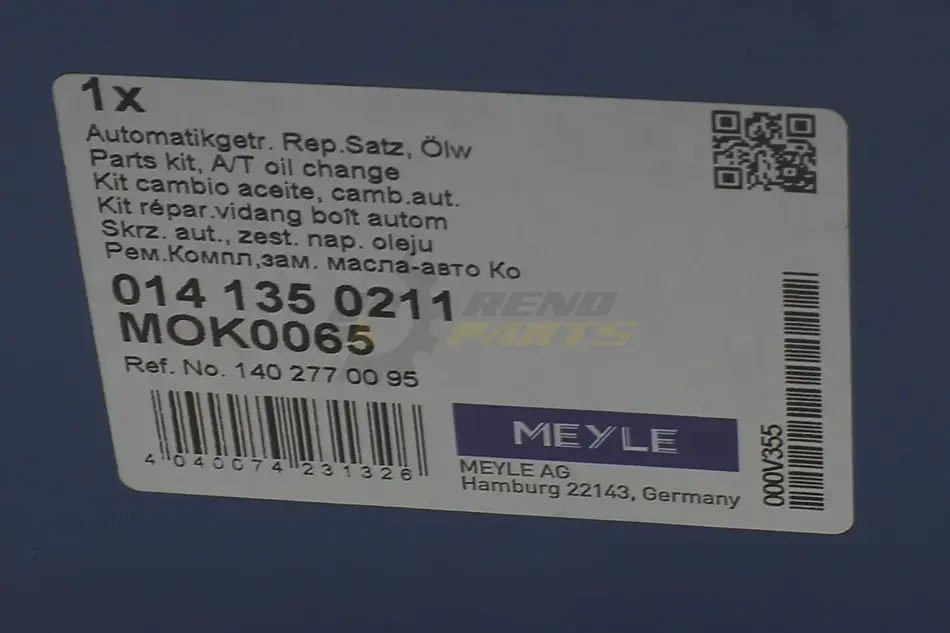 1x
Automatikgetr. Rep.Satz, Ölw
Parts kit, A/T oil change
Kit cambio aceite, camb.aut.
Kit répar.vidang boît autom
Skrz. aut., zest. nap. oleju
Рем.Компл,зам. масла-авто Ко
014 135 0211
MOK0065
REND
PARTS
Ref. No. 140 277 00 95
4 040074 231326
MEYLE
MEYLE AG
Hamburg 22143, Germany
000V355